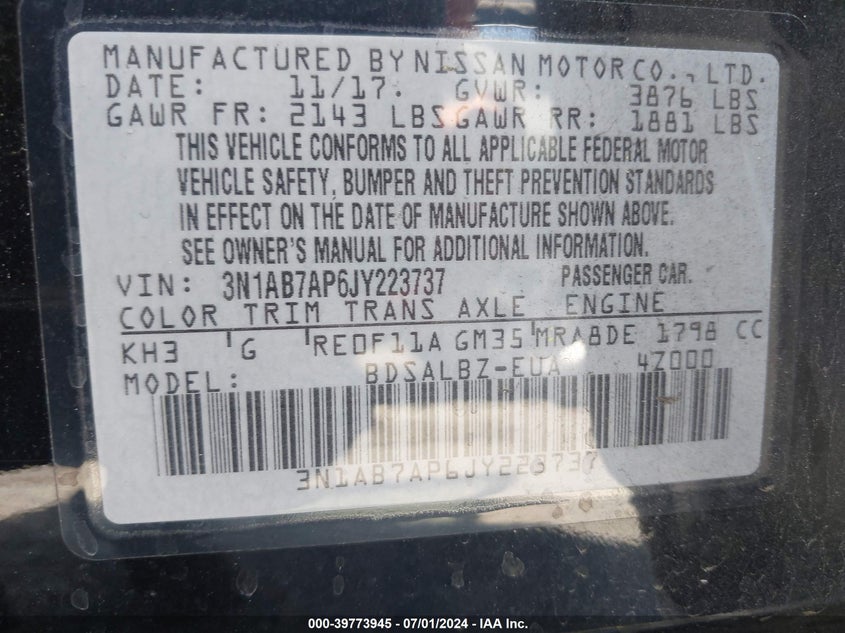 MANUFACTURED BY NISSAN MOTOR CO., LTD.
DATE: 11/17. GVWR: 3876 LBS
GAWR FR: 2143 LBS GAWR RR: 1881 LBS
THIS VEHICLE CONFORMS TO ALL APPLICABLE FEDERAL MOTOR
VEHICLE SAFETY, BUMPER AND THEFT PREVENTION STANDARDS
IN EFFECT ON THE DATE OF MANUFACTURE SHOWN ABOVE.
SEE OWNER'S MANUAL FOR ADDITIONAL INFORMATION.
VIN: 3N1AB7AP6JY223737 PASSENGER CAR.
COLOR TRIM TRANS AXLE ENGINE
KH3 G RE0F11A GM35 MRA8DE 1798 CC
MODEL: BDSALBZ-EUA 4Z000
3N1AB7AP6JY223737
000-39773945 - 07/01/2024 - IAA Inc.